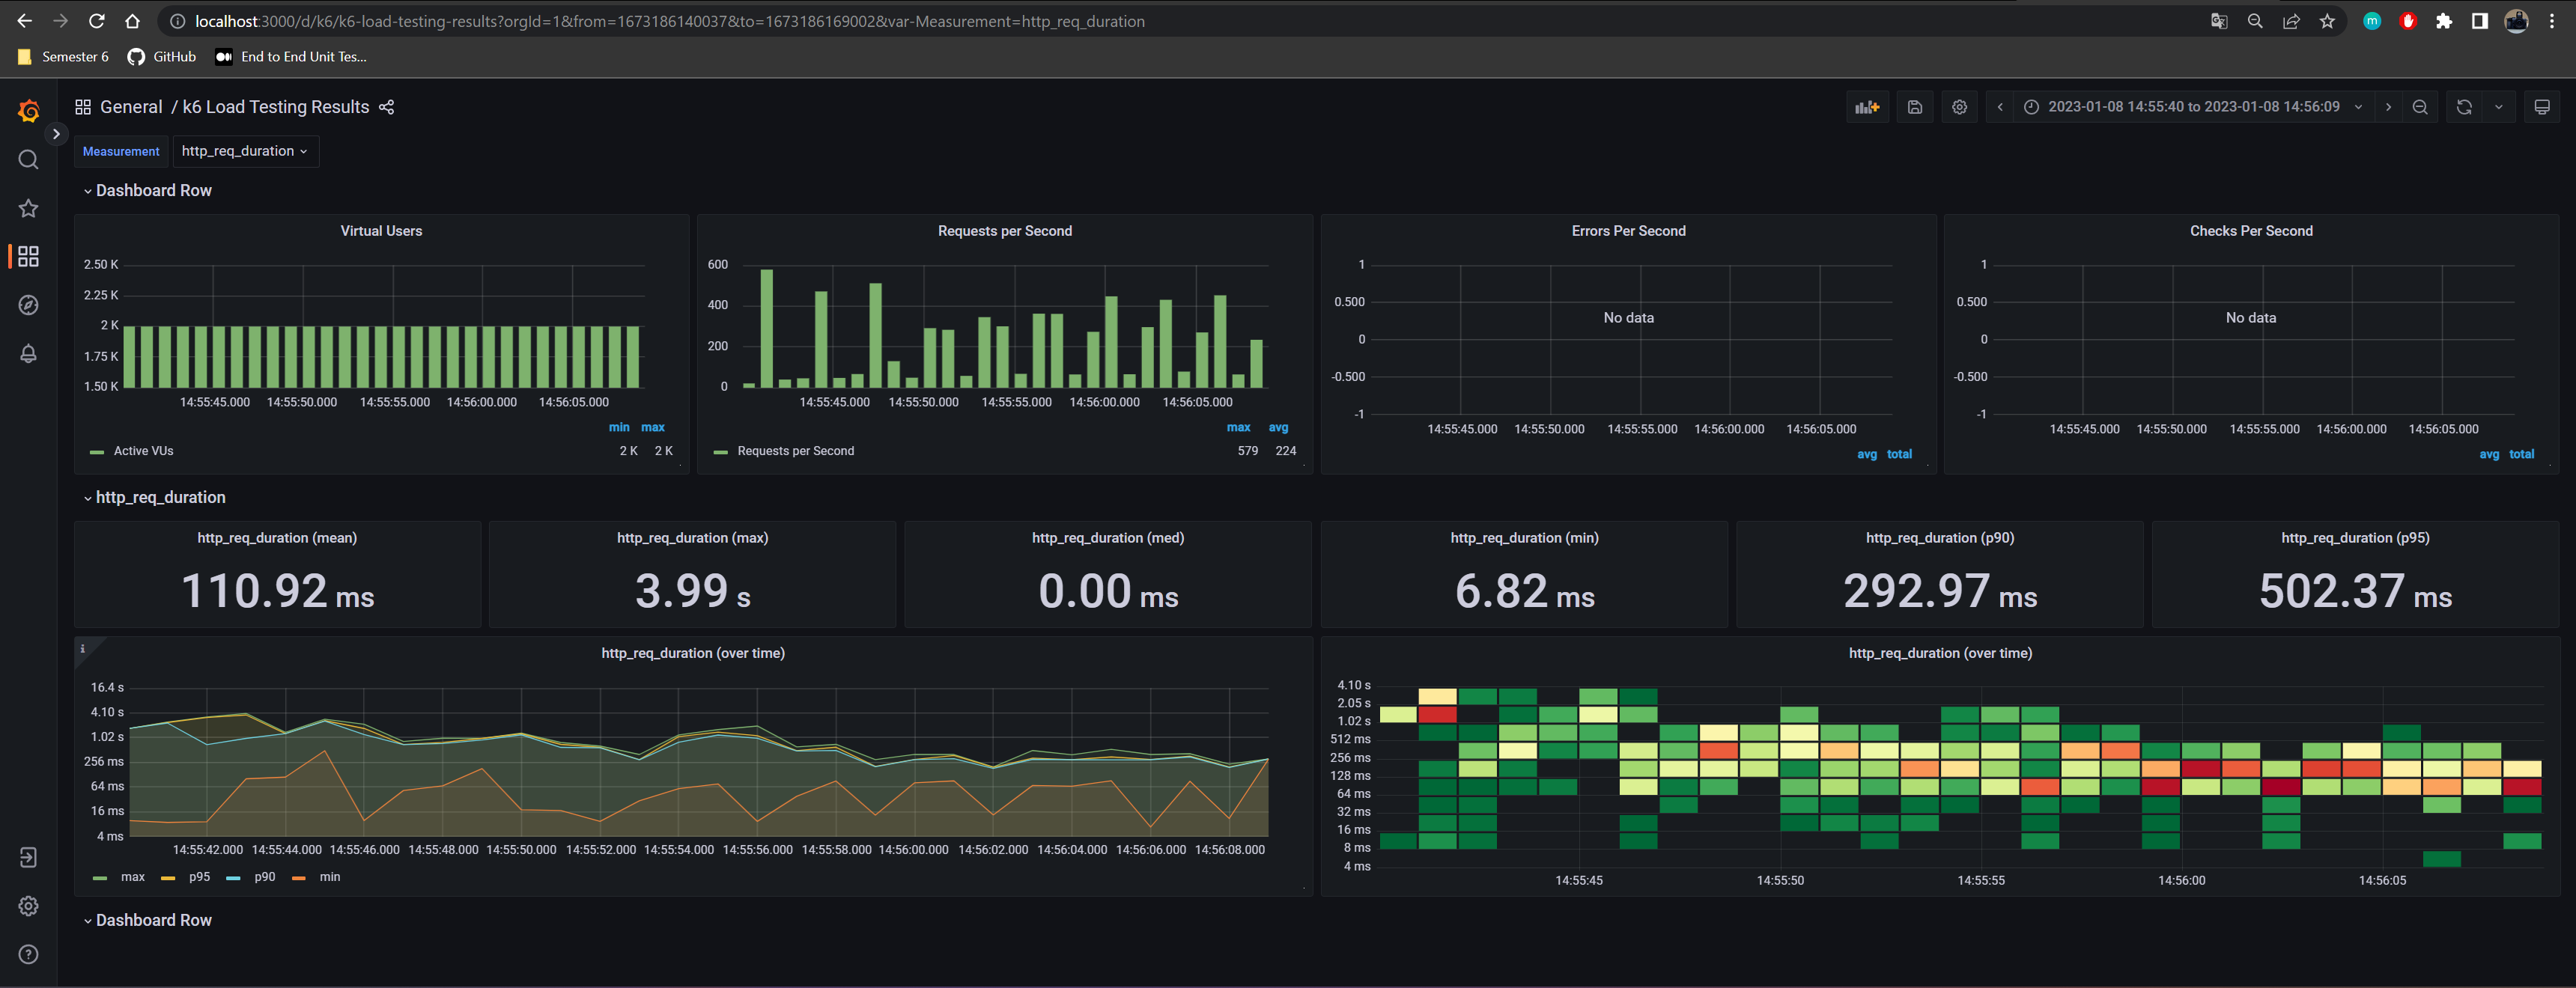 localhost:3000/d/k6/k6-load-testing-results?orgId=1&from=1673186140037&to=1673186169002&var-Measurement=http_req_duration
m
Semester 6 GitHub End to End Unit Tes...
General / k6 Load Testing Results 2023-01-08 14:55:40 to 2023-01-08 14:56:09
Measurement http_req_duration
Dashboard Row
Virtual Users
2.50 K
2.25 K
2 K
1.75 K
1.50 K
14:55:45.000 14:55:50.000 14:55:55.000 14:56:00.000 14:56:05.000
min max
Active VUs 2 K 2 K
Requests per Second
600
400
200
0
14:55:45.000 14:55:50.000 14:55:55.000 14:56:00.000 14:56:05.000
max avg
Requests per Second 579 224
Errors Per Second
1
0.500
No data
0
-0.500
-1
14:55:45.000 14:55:50.000 14:55:55.000 14:56:00.000 14:56:05.000
avg total
Checks Per Second
1
0.500
No data
0
-0.500
-1
14:55:45.000 14:55:50.000 14:55:55.000 14:56:00.000 14:56:05.000
avg total
http_req_duration
http_req_duration (mean)
110.92 ms
http_req_duration (max)
3.99 s
http_req_duration (med)
0.00 ms
http_req_duration (min)
6.82 ms
http_req_duration (p90)
292.97 ms
http_req_duration (p95)
502.37 ms
http_req_duration (over time)
16.4 s
4.10 s
1.02 s
256 ms
64 ms
16 ms
4 ms
14:55:42.000 14:55:44.000 14:55:46.000 14:55:48.000 14:55:50.000 14:55:52.000 14:55:54.000 14:55:56.000 14:55:58.000 14:56:00.000 14:56:02.000 14:56:04.000 14:56:06.000 14:56:08.000
max p95 p90 min
http_req_duration (over time)
4.10 s
2.05 s
1.02 s
512 ms
256 ms
128 ms
64 ms
32 ms
16 ms
8 ms
4 ms
14:55:45 14:55:50 14:55:55 14:56:00 14:56:05
Dashboard Row